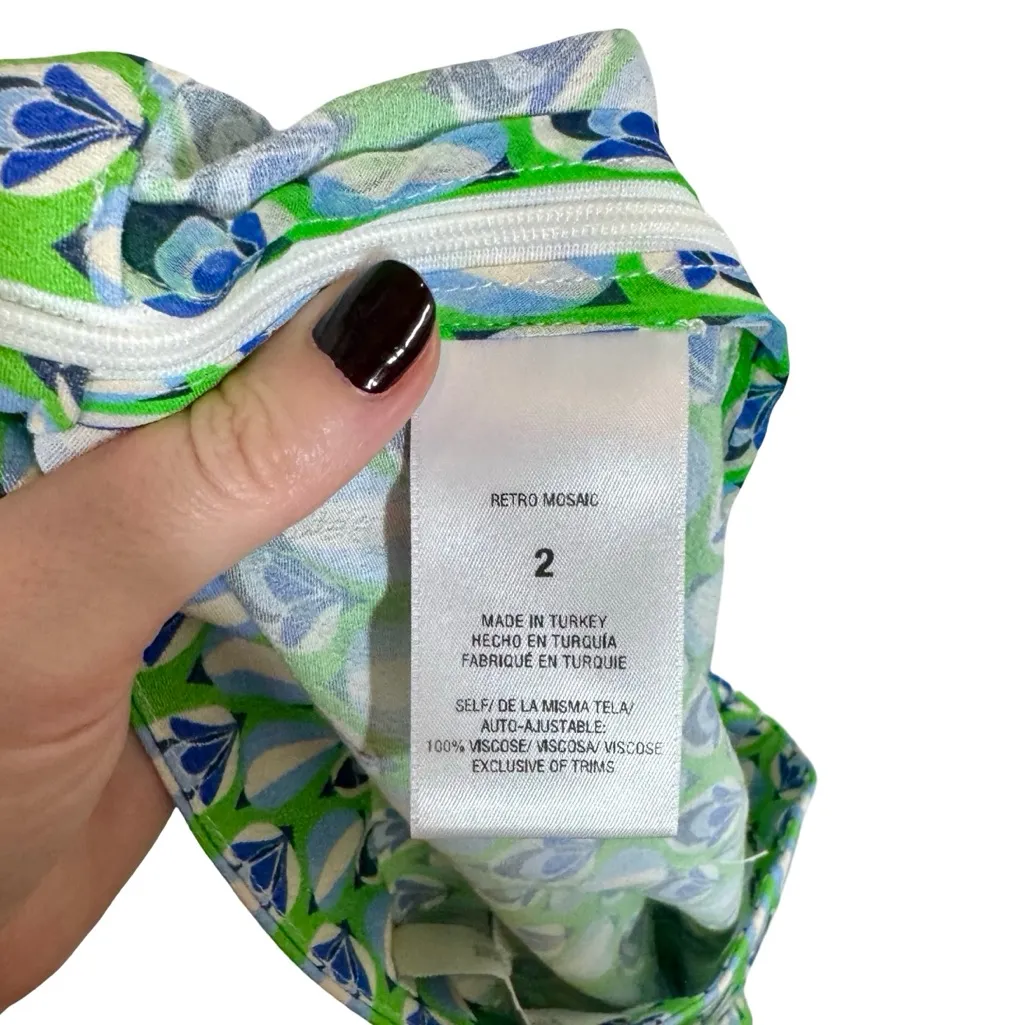 RETRO MOSAIC
2
MADE IN TURKEY
HECHO EN TURQUÍA
FABRIQUÉ EN TURQUIE
SELF/ DE LA MISMA TELA/
AUTO-AJUSTABLE:
100% VISCOSE/ VISCOSA/ VISCOSE
EXCLUSIVE OF TRIMS